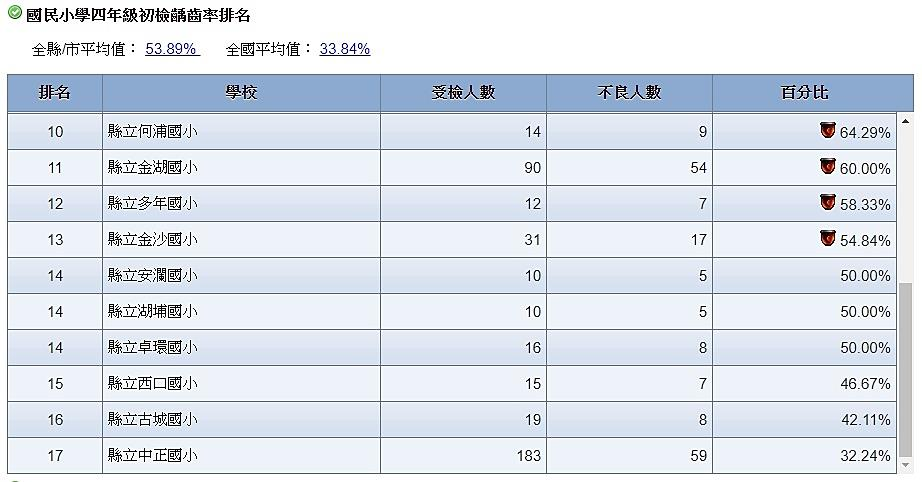 國民小學四年級初檢齲齒率排名
全縣/市平均值： 53.89% 全國平均值： 33.84%
排名 學校 受檢人數 不良人數 百分比
10 縣立何浦國小 14 9 64.29%
11 縣立金湖國小 90 54 60.00%
12 縣立多年國小 12 7 58.33%
13 縣立金沙國小 31 17 54.84%
14 縣立安瀾國小 10 5 50.00%
14 縣立湖埔國小 10 5 50.00%
14 縣立卓環國小 16 8 50.00%
15 縣立西口國小 15 7 46.67%
16 縣立古城國小 19 8 42.11%
17 縣立中正國小 183 59 32.24%